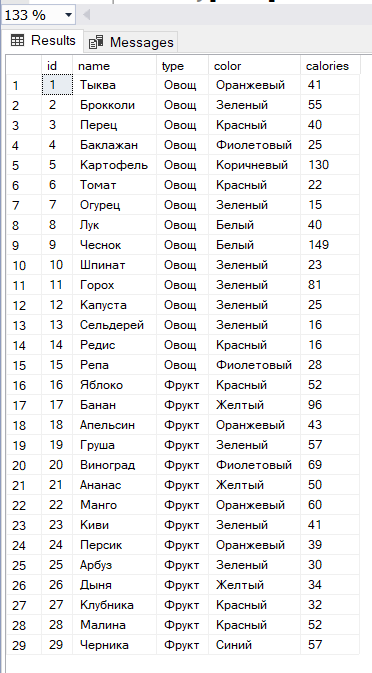 133 %
Results Messages
id name type color calories
1 1 Тыква Овощ Оранжевый 41
2 2 Брокколи Овощ Зеленый 55
3 3 Перец Овощ Красный 40
4 4 Баклажан Овощ Фиолетовый 25
5 5 Картофель Овощ Коричневый 130
6 6 Томат Овощ Красный 22
7 7 Огурец Овощ Зеленый 15
8 8 Лук Овощ Белый 40
9 9 Чеснок Овощ Белый 149
10 10 Шпинат Овощ Зеленый 23
11 11 Горох Овощ Зеленый 81
12 12 Капуста Овощ Зеленый 25
13 13 Сельдерей Овощ Зеленый 16
14 14 Редис Овощ Красный 16
15 15 Репа Овощ Фиолетовый 28
16 16 Яблоко Фрукт Красный 52
17 17 Банан Фрукт Желтый 96
18 18 Апельсин Фрукт Оранжевый 43
19 19 Груша Фрукт Зеленый 57
20 20 Виноград Фрукт Фиолетовый 69
21 21 Ананас Фрукт Желтый 50
22 22 Манго Фрукт Оранжевый 60
23 23 Киви Фрукт Зеленый 41
24 24 Персик Фрукт Оранжевый 39
25 25 Арбуз Фрукт Зеленый 30
26 26 Дыня Фрукт Желтый 34
27 27 Клубника Фрукт Красный 32
28 28 Малина Фрукт Красный 52
29 29 Черника Фрукт Синий 57